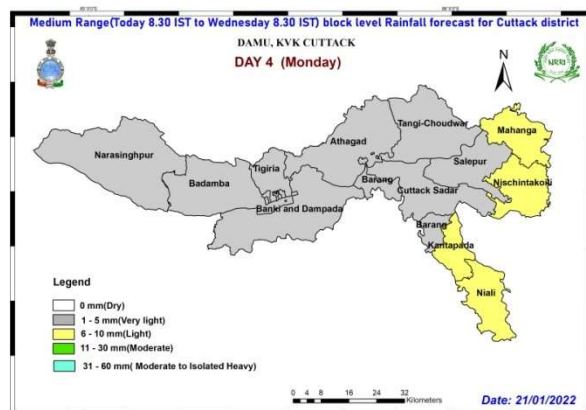 Medium Range(Today 8.30 IST to Wednesday 8.30 IST) block level Rainfall forecast for Cuttack district
DAMU, KVK CUTTACK
DAY 4 (Monday)
N
NRRI
Mahanga
Tangi-Choudwar
Athagad
Narasinghpur
Salepur
Tigiria
Nischintakoili
Badamba
Barang
Cuttack Sadar
Banki and Dampada
Barang
Kantapada
Niali
Legend
0 mm(Dry)
1 - 5 mm(Very light)
6 - 10 mm(Light)
11 - 30 mm(Moderate)
31 - 60 mm( Moderate to Isolated Heavy)
0 4 8 16 24 32
Kilometers
Date: 21/01/2022